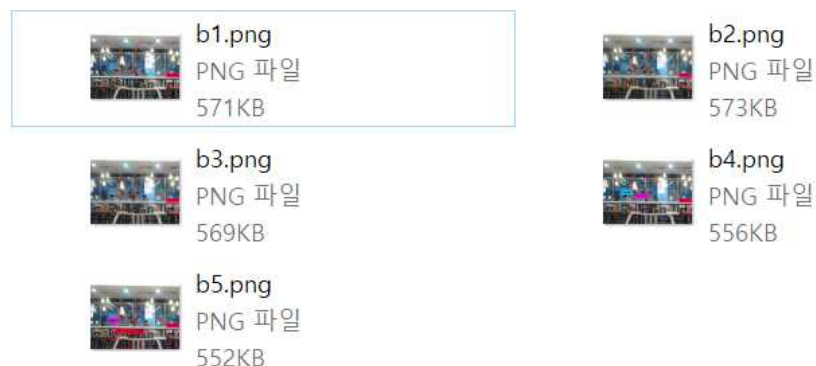 b1.png
PNG 파일
571KB
b2.png
PNG 파일
573KB
b3.png
PNG 파일
569KB
b4.png
PNG 파일
556KB
b5.png
PNG 파일
552KB